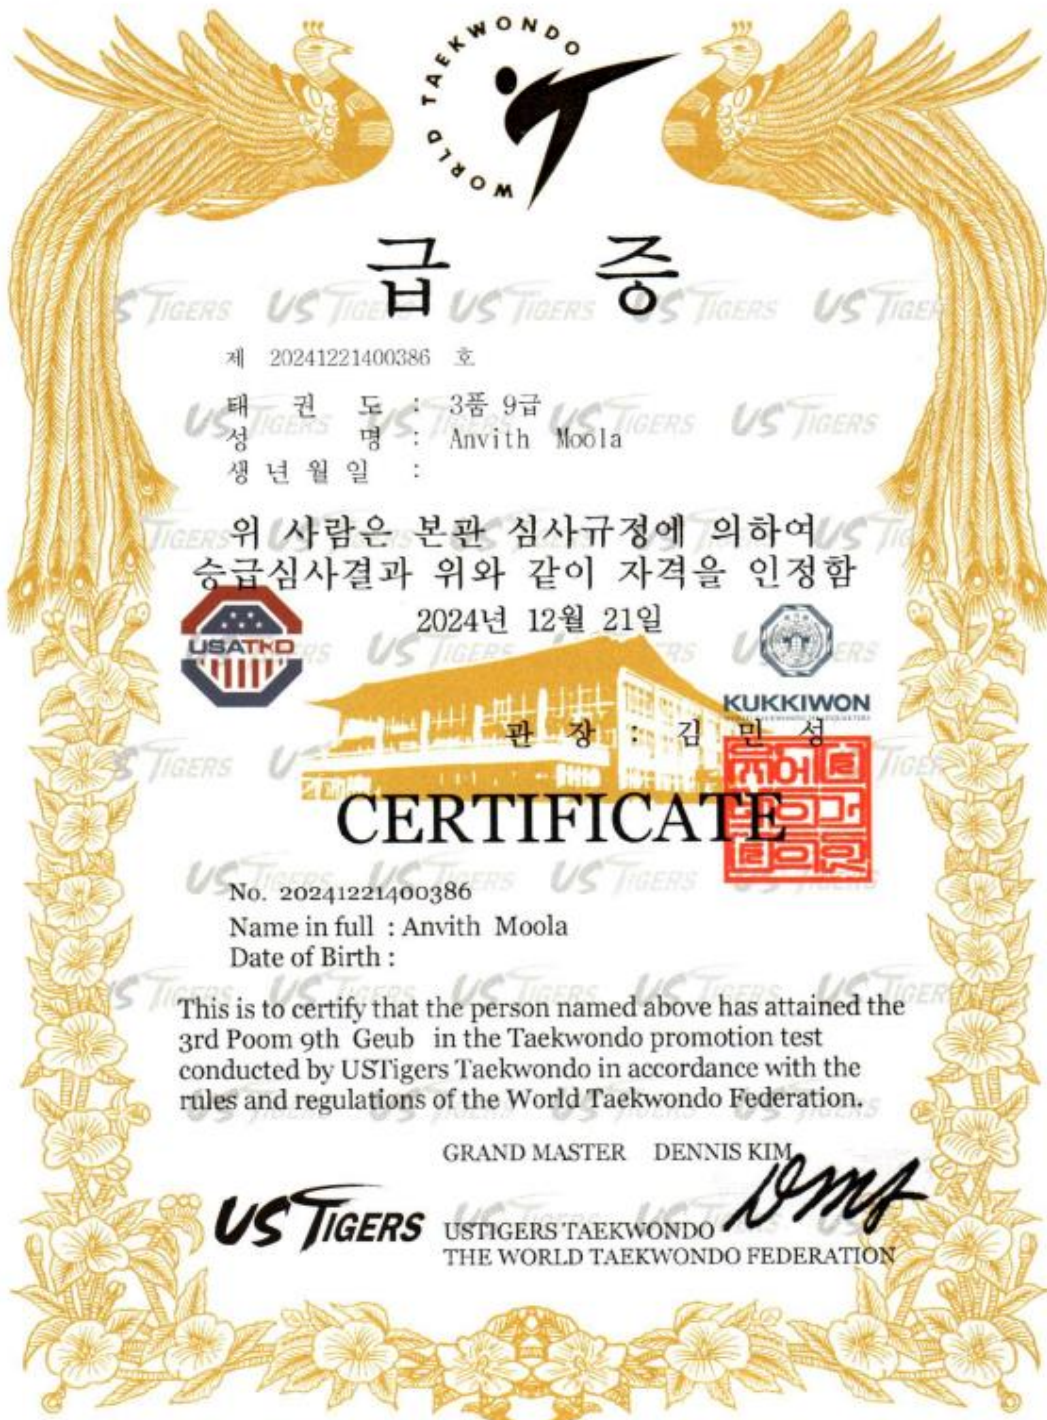 WORLD TAEKWONDO
급 증
제 20241221400386 호
태 권 도 : 3품 9급
성 명 : Anvith Moola
생 년 월 일 :
위 사람은 본관 심사규정에 의하여
승급심사결과 위와 같이 자격을 인정함
2024년 12월 21일
USATKD
KUKKIWON
관 장 : 김 민 성
CERTIFICATE
No. 20241221400386
Name in full : Anvith Moola
Date of Birth :
This is to certify that the person named above has attained the
3rd Poom 9th Geub in the Taekwondo promotion test
conducted by USTigers Taekwondo in accordance with the
rules and regulations of the World Taekwondo Federation.
GRAND MASTER DENNIS KIM
US TIGERS
USTIGERS TAEKWONDO
THE WORLD TAEKWONDO FEDERATION